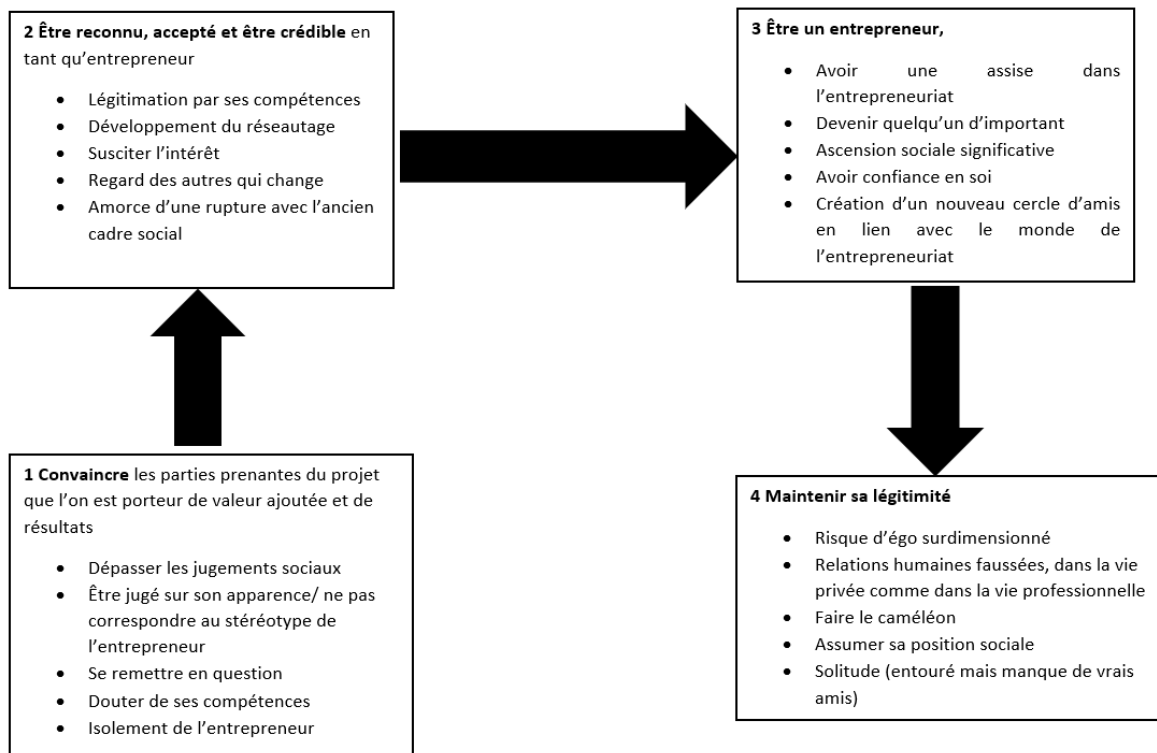 2 Être reconnu, accepté et être crédible en
tant qu’entrepreneur
• Légitimation par ses compétences
• Développement du réseautage
• Susciter l’intérêt
• Regard des autres qui change
• Amorce d’une rupture avec l’ancien
cadre social
3 Être un entrepreneur,
• Avoir une assise dans
l’entrepreneuriat
• Devenir quelqu’un d’important
• Ascension sociale significative
• Avoir confiance en soi
• Création d’un nouveau cercle d’amis
en lien avec le monde de
l’entrepreneuriat
1 Convaincre les parties prenantes du projet
que l’on est porteur de valeur ajoutée et de
résultats
• Dépasser les jugements sociaux
• Être jugé sur son apparence/ ne pas
correspondre au stéréotype de
l’entrepreneur
• Se remettre en question
• Douter de ses compétences
• Isolement de l’entrepreneur
4 Maintenir sa légitimité
• Risque d’égo surdimensionné
• Relations humaines faussées, dans la vie
privée comme dans la vie professionnelle
• Faire le caméléon
• Assumer sa position sociale
• Solitude (entouré mais manque de vrais
amis)